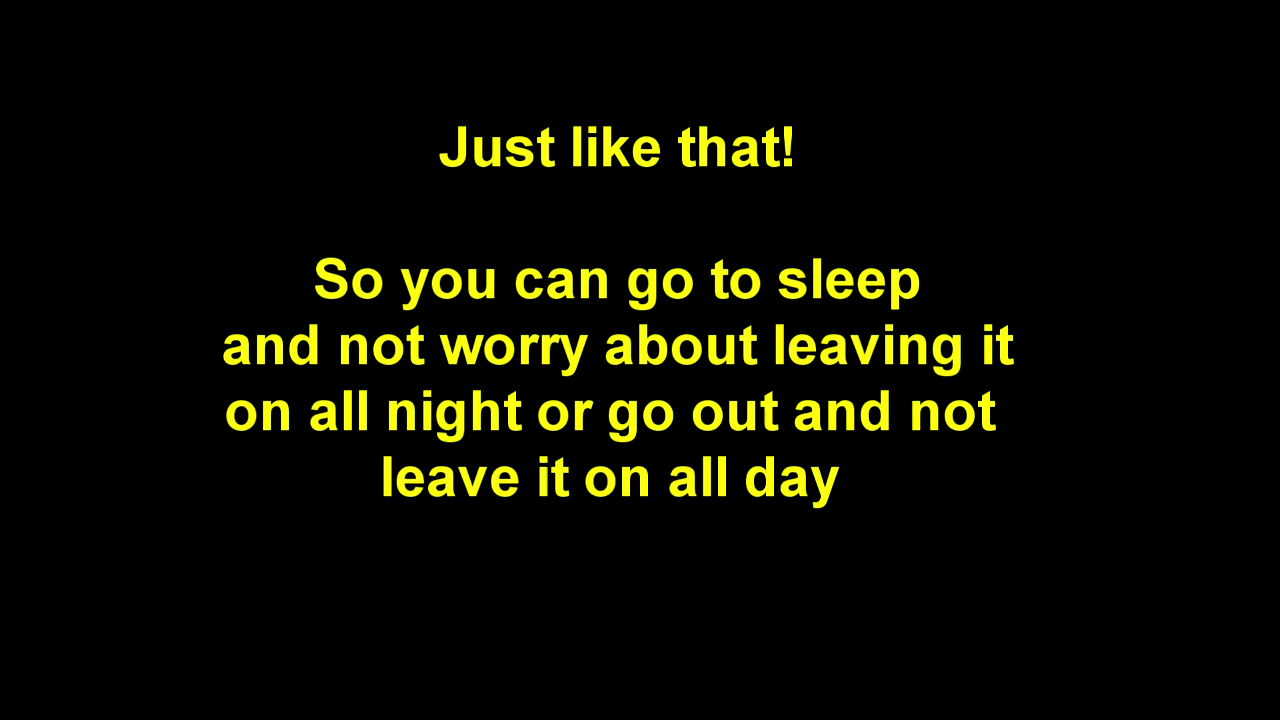 Just like that!
So you can go to sleep
and not worry about leaving it
on all night or go out and not
leave it on all day